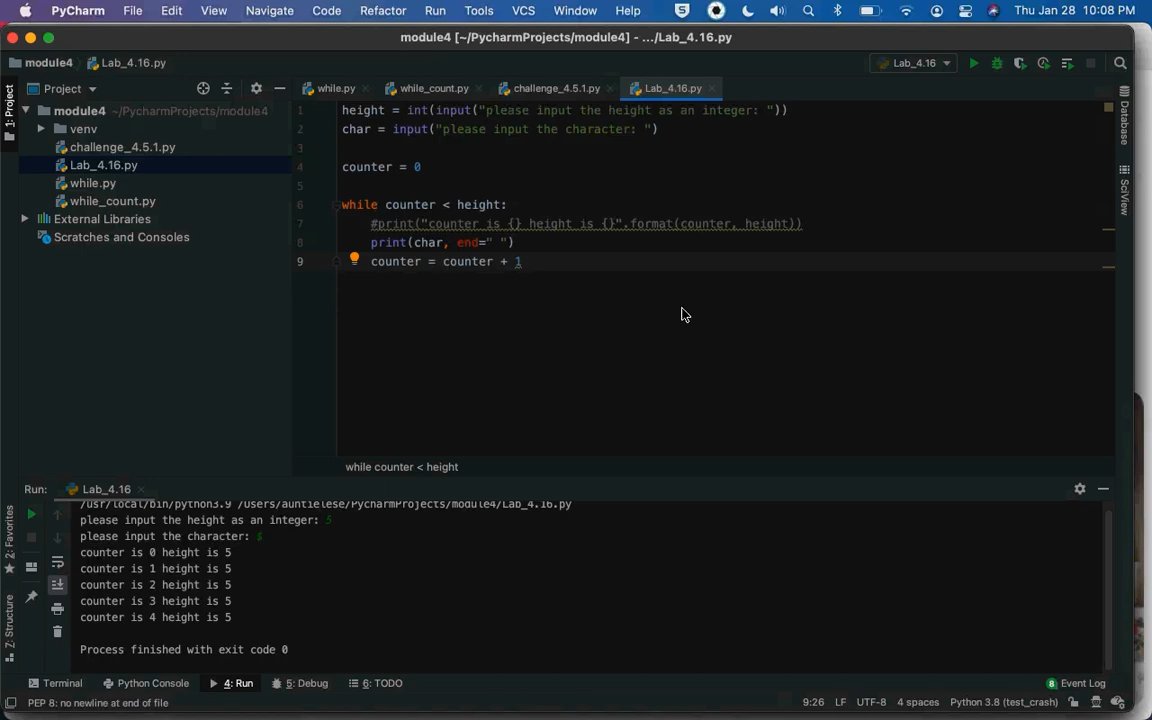 PyCharm File Edit View Navigate Code Refactor Run Tools VCS Window Help Thu Jan 28 10:08 PM
module4 [~/PycharmProjects/module4] - .../Lab_4.16.py
module4 Lab_4.16.py Lab_4.16
Project while.py while_count.py challenge_4.5.1.py Lab_4.16.py
1: Project
Database
SciView
module4 ~/PycharmProjects/module4
venv
challenge_4.5.1.py
Lab_4.16.py
while.py
while_count.py
External Libraries
Scratches and Consoles
1 height = int(input("please input the height as an integer: "))
2 char = input("please input the character: ")
3
4 counter = 0
5
6 while counter < height:
7 #print("counter is {} height is {}".format(counter, height))
8 print(char, end=" ")
9 counter = counter + 1
while counter < height
Run: Lab_4.16
2: Favorites
Z: Structure
/usr/local/bin/python3.9 /Users/auntielese/PycharmProjects/module4/Lab_4.16.py
please input the height as an integer: 5
please input the character: $
counter is 0 height is 5
counter is 1 height is 5
counter is 2 height is 5
counter is 3 height is 5
counter is 4 height is 5
Process finished with exit code 0
Terminal Python Console 4: Run 5: Debug 6: TODO 8 Event Log
PEP 8: no newline at end of file 9:26 LF UTF-8 4 spaces Python 3.8 (test_crash)